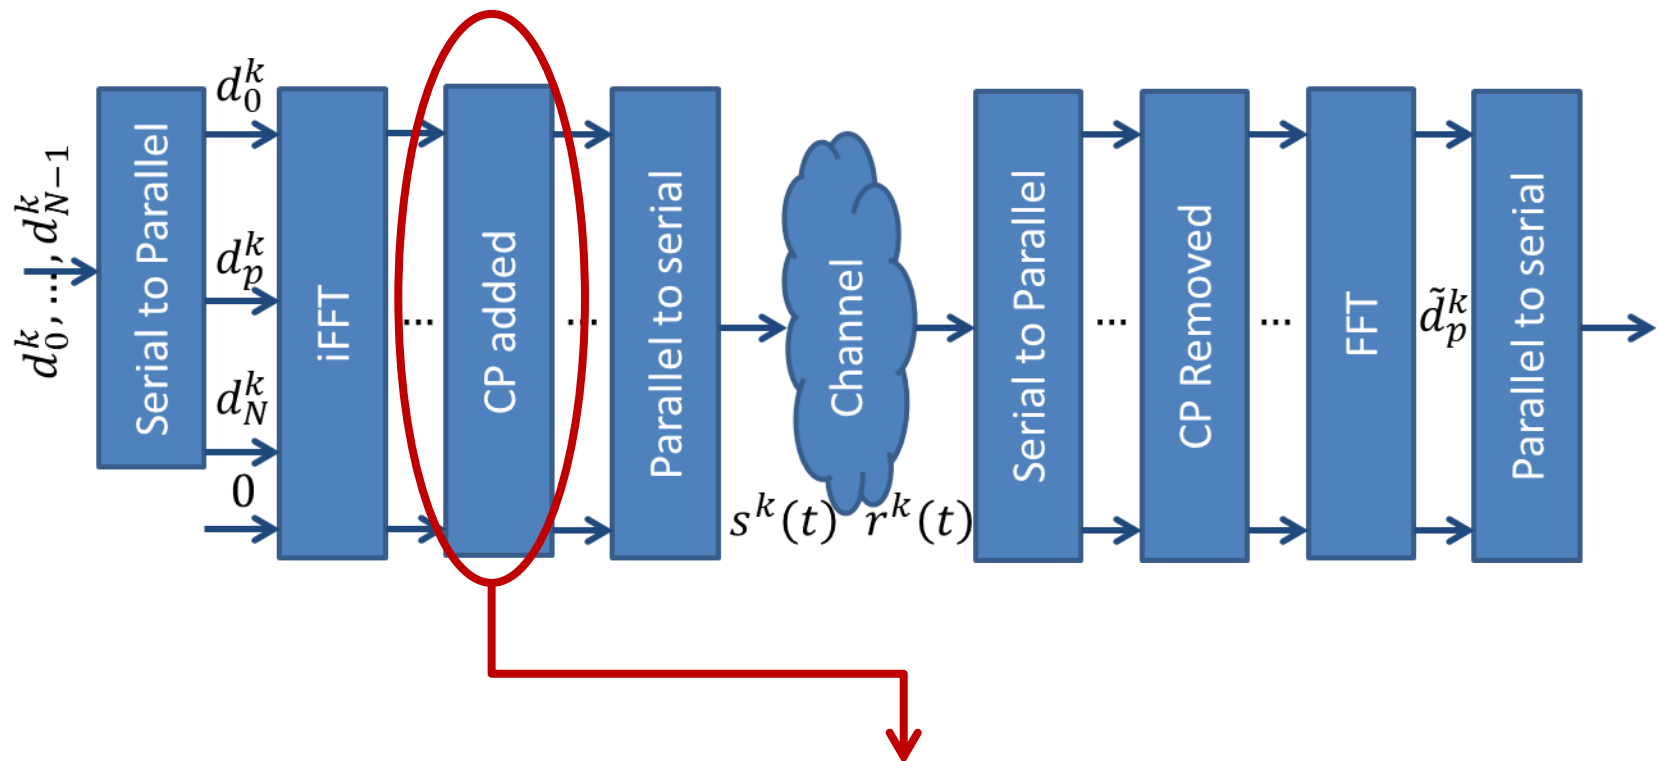 d_0^k, ..., d_{N-1}^k
Serial to Parallel
d_0^k
d_p^k
d_N^k
0
iFFT
...
CP added
...
Parallel to serial
s^k(t)
Channel
r^k(t)
Serial to Parallel
...
CP Removed
...
FFT
\tilde{d}_p^k
Parallel to serial